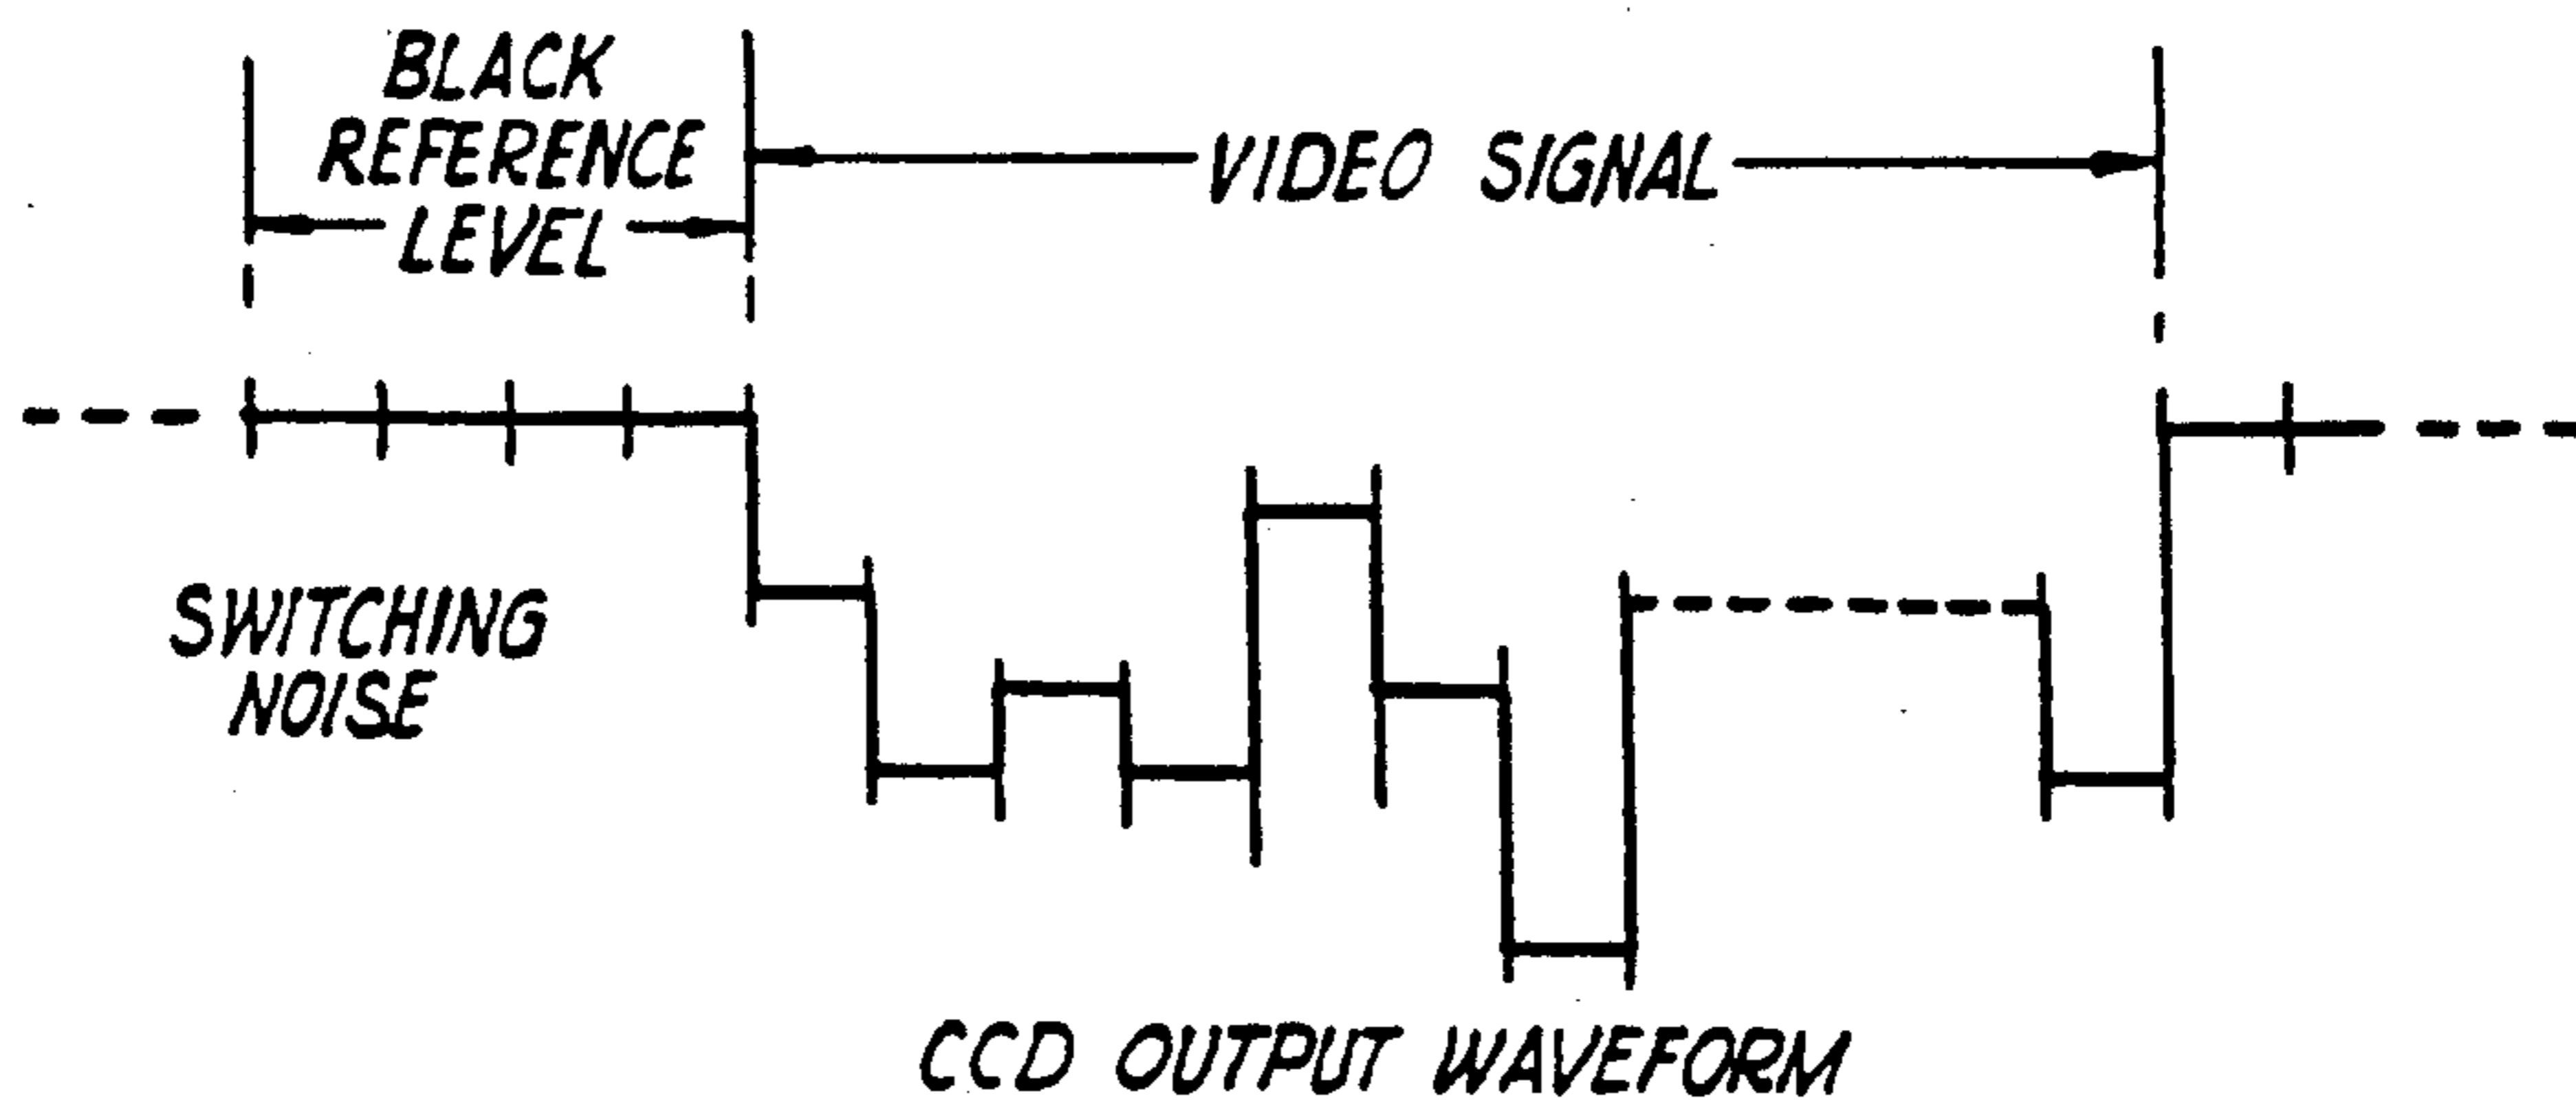 BLACK
REFERENCE
LEVEL
VIDEO SIGNAL
SWITCHING
NOISE
CCD OUTPUT WAVEFORM